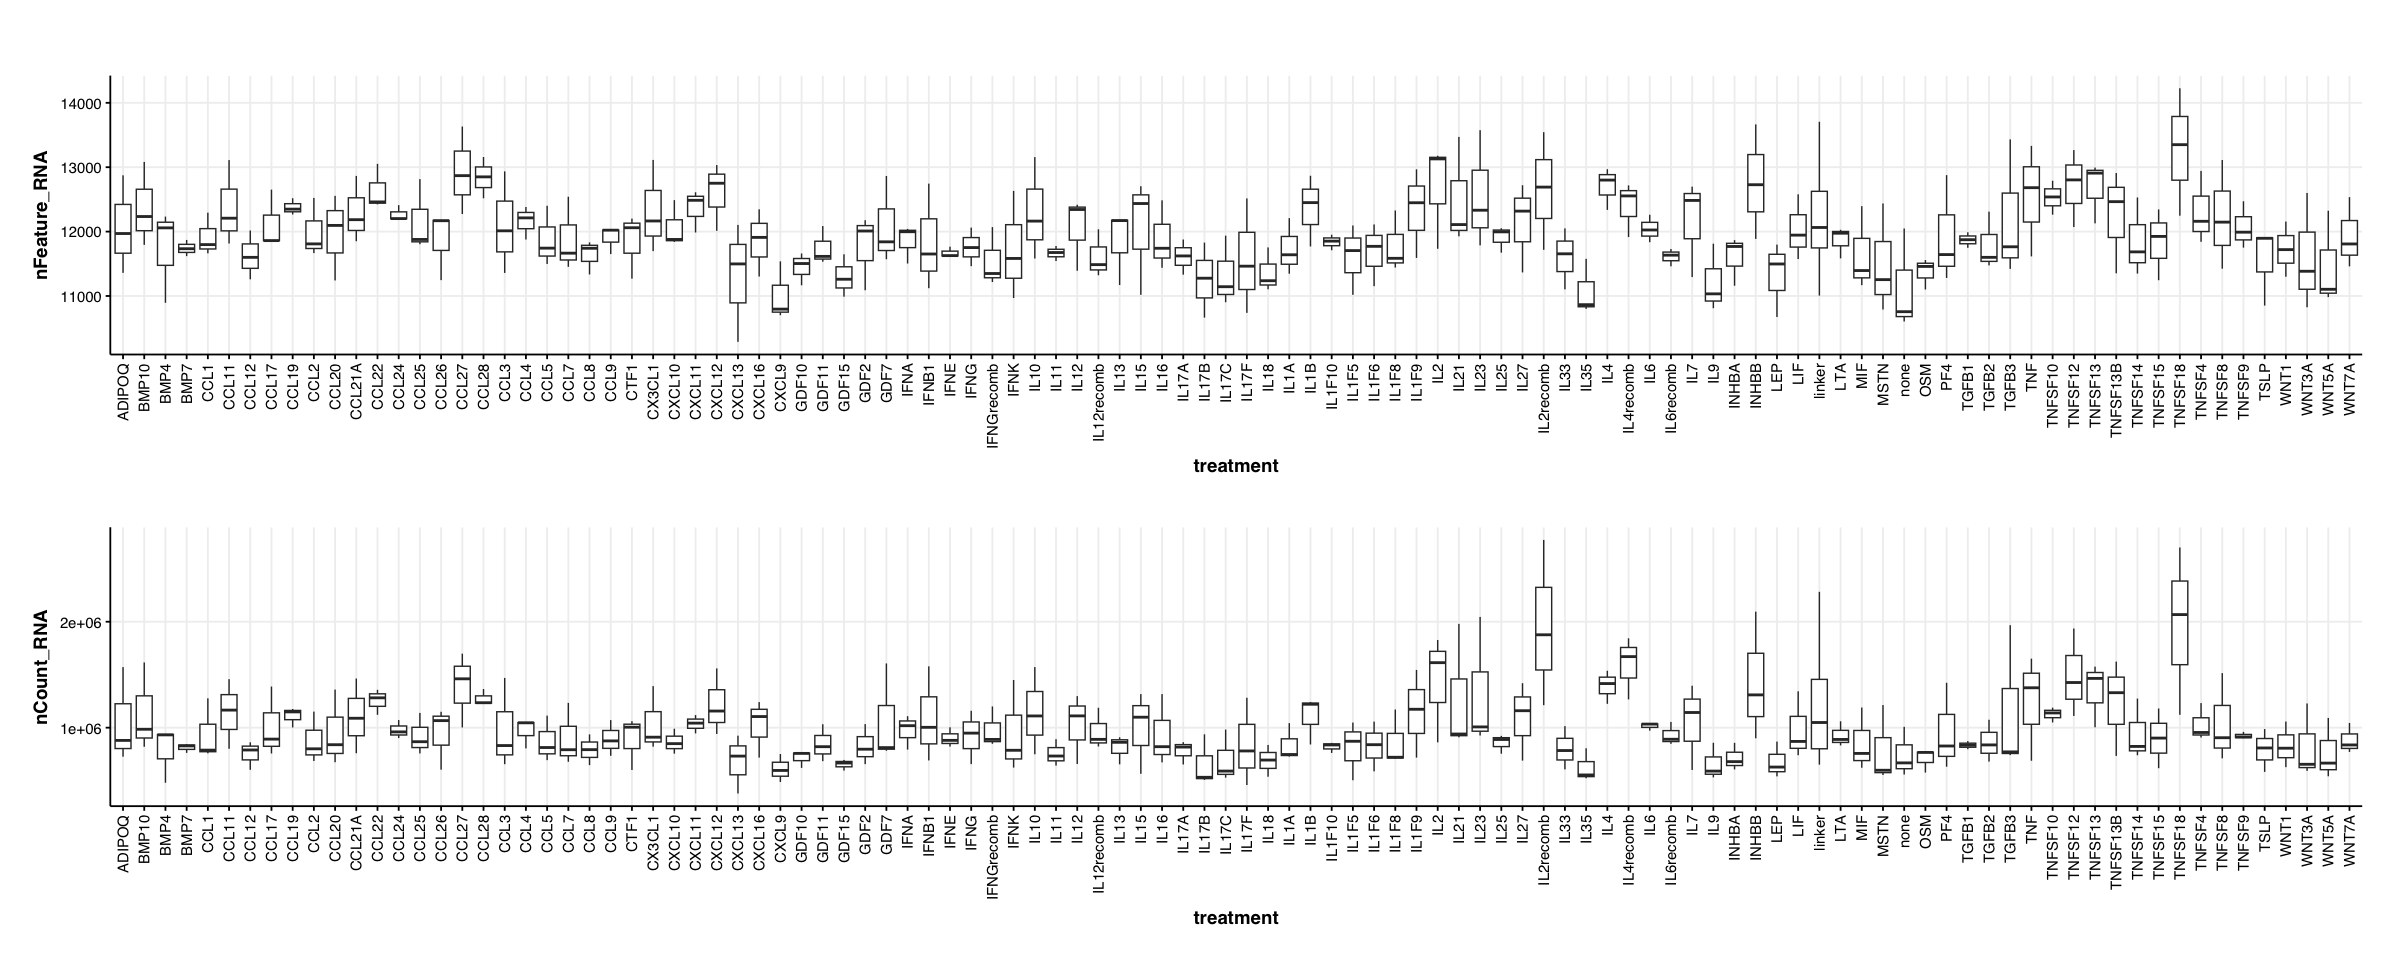 nFeature_RNA
14000
13000
12000
11000
ADIPOQ BMP10 BMP4 BMP7 CCL1 CCL11 CCL12 CCL17 CCL19 CCL2 CCL20 CCL21A CCL22 CCL24 CCL25 CCL26 CCL27 CCL28 CCL3 CCL4 CCL5 CCL7 CCL8 CCL9 CTF1 CX3CL1 CXCL10 CXCL11 CXCL12 CXCL13 CXCL16 CXCL9 GDF10 GDF11 GDF15 GDF2 GDF7 IFNA IFNB1 IFNE IFNG IFNGrecomb IFNK IL10 IL11 IL12 IL12recomb IL13 IL15 IL16 IL17A IL17B IL17C IL17F IL18 IL1A IL1B IL1F10 IL1F5 IL1F6 IL1F8 IL1F9 IL2 IL21 IL23 IL25 IL27 IL2recomb IL33 IL35 IL4 IL4recomb IL6 IL6recomb IL7 IL9 INHBA INHBB LEP LIF linker LTA MIF MSTN none OSM PF4 TGFB1 TGFB2 TGFB3 TNF TNFSF10 TNFSF12 TNFSF13 TNFSF13B TNFSF14 TNFSF15 TNFSF18 TNFSF4 TNFSF8 TNFSF9 TSLP WNT1 WNT3A WNT5A WNT7A
treatment
nCount_RNA
2e+06
1e+06
ADIPOQ BMP10 BMP4 BMP7 CCL1 CCL11 CCL12 CCL17 CCL19 CCL2 CCL20 CCL21A CCL22 CCL24 CCL25 CCL26 CCL27 CCL28 CCL3 CCL4 CCL5 CCL7 CCL8 CCL9 CTF1 CX3CL1 CXCL10 CXCL11 CXCL12 CXCL13 CXCL16 CXCL9 GDF10 GDF11 GDF15 GDF2 GDF7 IFNA IFNB1 IFNE IFNG IFNGrecomb IFNK IL10 IL11 IL12 IL12recomb IL13 IL15 IL16 IL17A IL17B IL17C IL17F IL18 IL1A IL1B IL1F10 IL1F5 IL1F6 IL1F8 IL1F9 IL2 IL21 IL23 IL25 IL27 IL2recomb IL33 IL35 IL4 IL4recomb IL6 IL6recomb IL7 IL9 INHBA INHBB LEP LIF linker LTA MIF MSTN none OSM PF4 TGFB1 TGFB2 TGFB3 TNF TNFSF10 TNFSF12 TNFSF13 TNFSF13B TNFSF14 TNFSF15 TNFSF18 TNFSF4 TNFSF8 TNFSF9 TSLP WNT1 WNT3A WNT5A WNT7A
treatment